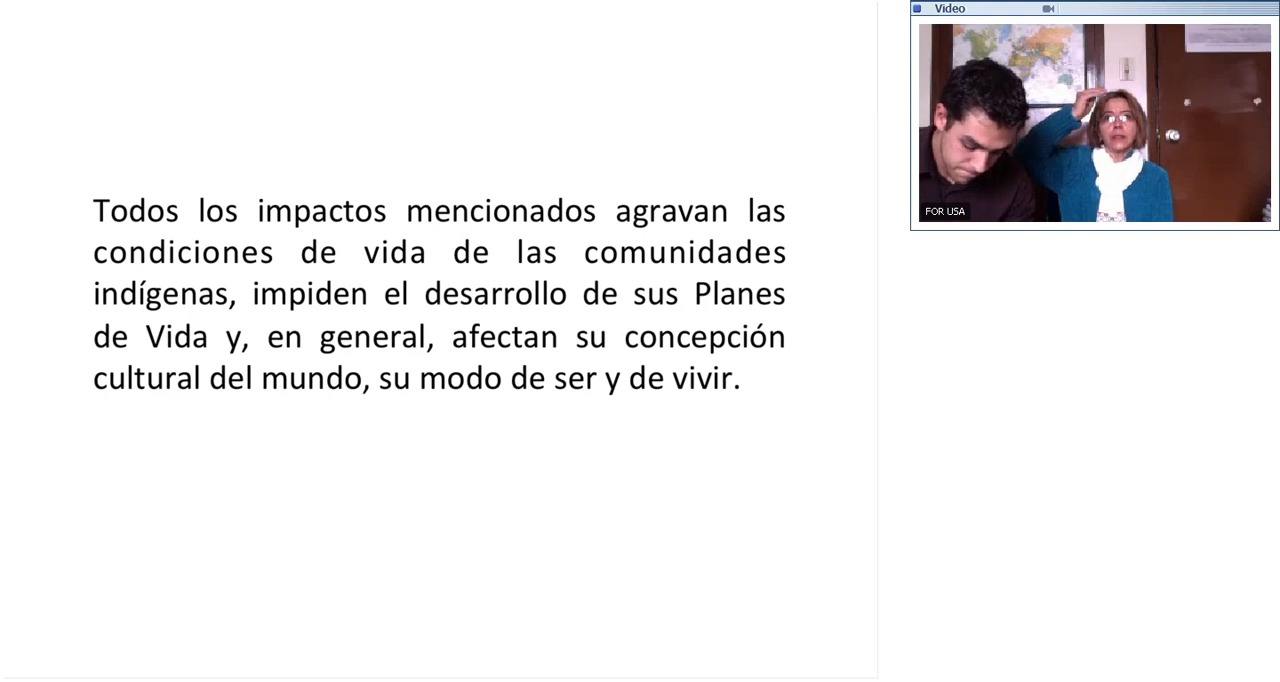 Todos los impactos mencionados agravan las
condiciones de vida de las comunidades
indígenas, impiden el desarrollo de sus Planes
de Vida y, en general, afectan su concepción
cultural del mundo, su modo de ser y de vivir.
Video
FOR USA